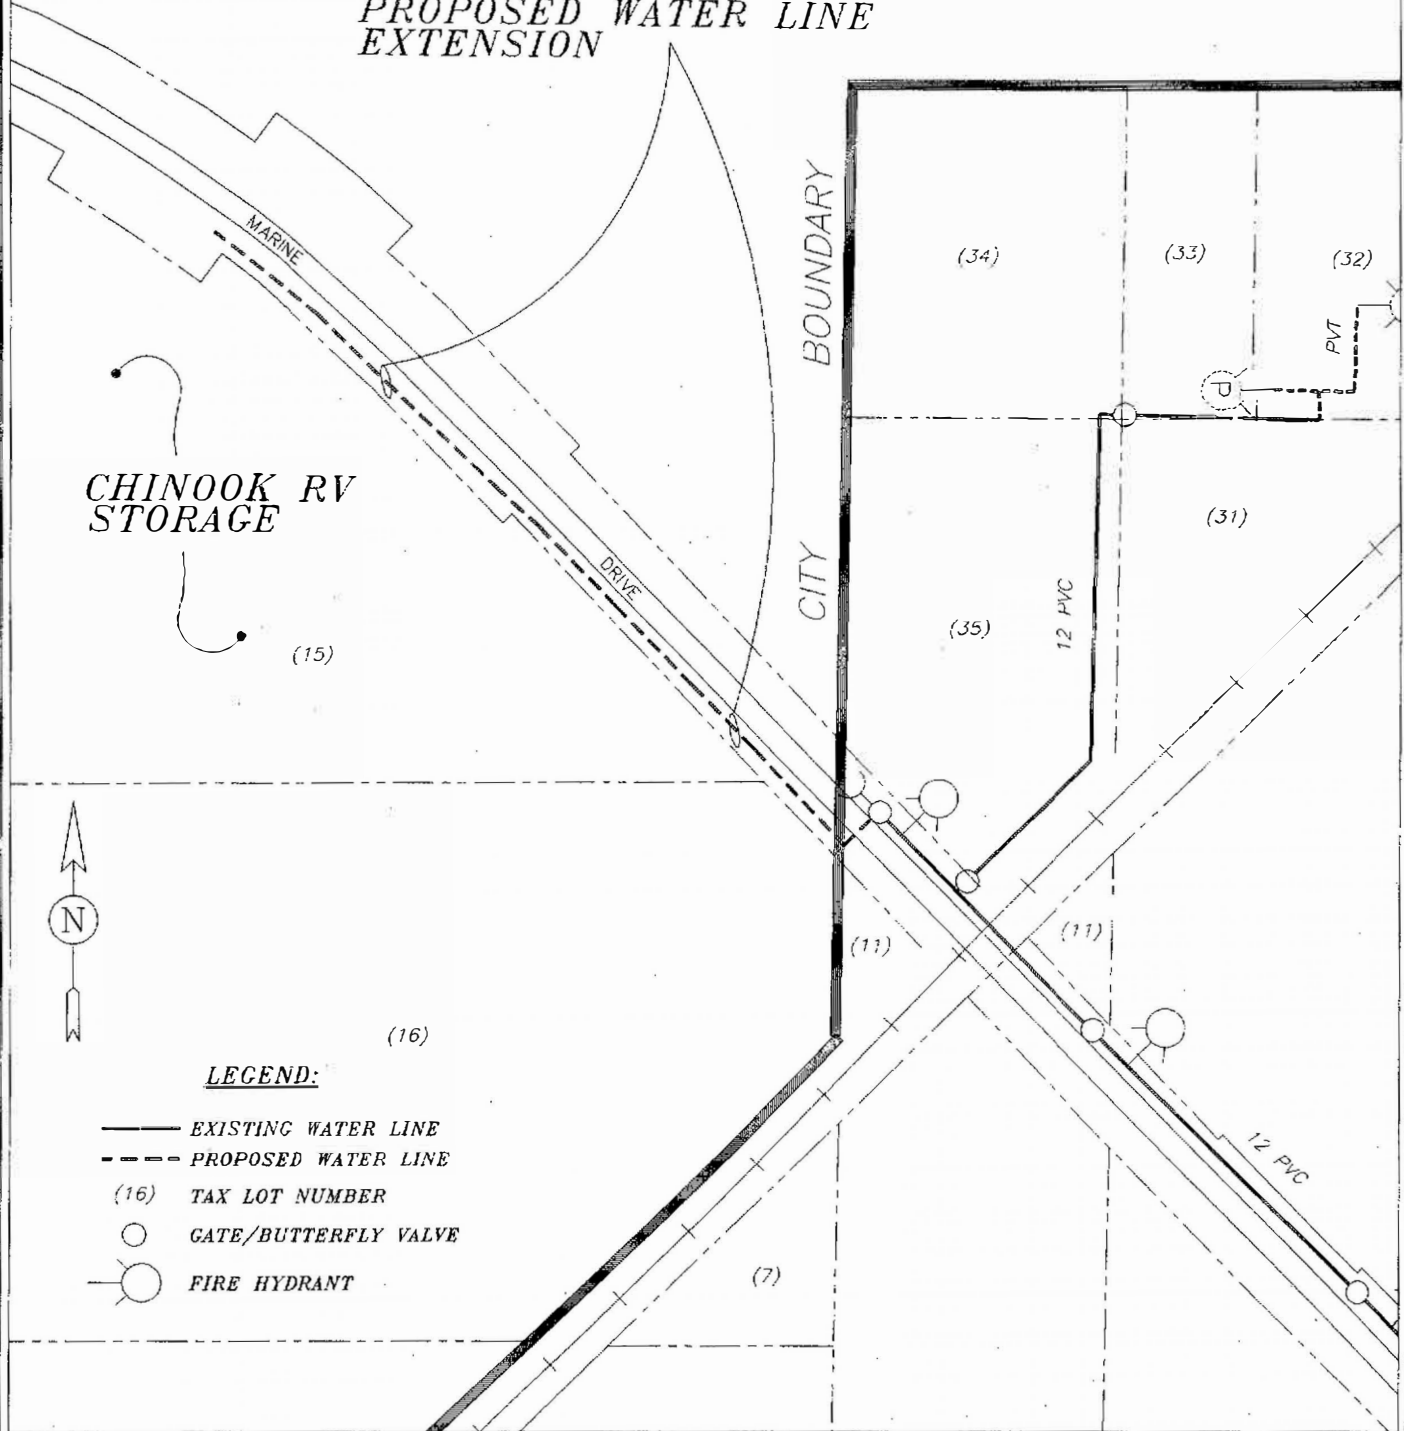 PROPOSED WATER LINE
EXTENSION
MARINE
BOUNDARY
(34)
(33)
(32)
PVT
P
CHINOOK RV
STORAGE
(31)
DRIVE
CITY
12 PVC
(35)
(15)
N
(11)
(11)
(16)
LEGEND:
EXISTING WATER LINE
PROPOSED WATER LINE
(16) TAX LOT NUMBER
GATE/BUTTERFLY VALVE
FIRE HYDRANT
12 PVC
(7)